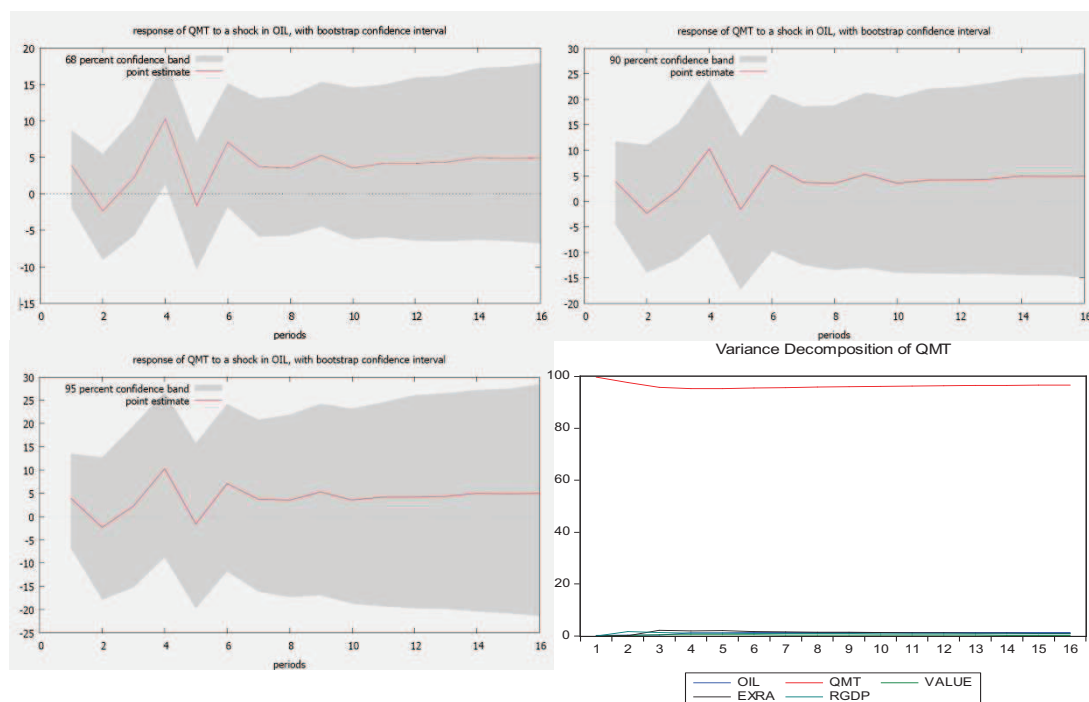 response of QMT to a shock in OIL, with bootstrap confidence interval
20
15
10
5
0
-5
-10
-15
68 percent confidence band
point estimate
0 2 4 6 8 10 12 14 16
periods
response of QMT to a shock in OIL, with bootstrap confidence interval
30
25
20
15
10
5
0
-5
-10
-15
-20
90 percent confidence band
point estimate
0 2 4 6 8 10 12 14 16
periods
response of QMT to a shock in OIL, with bootstrap confidence interval
30
25
20
15
10
5
0
-5
-10
-15
-20
-25
95 percent confidence band
point estimate
0 2 4 6 8 10 12 14 16
periods
Variance Decomposition of QMT
100
80
60
40
20
0
1 2 3 4 5 6 7 8 9 10 11 12 13 14 15 16
OIL QMT VALUE
EXRA RGDP